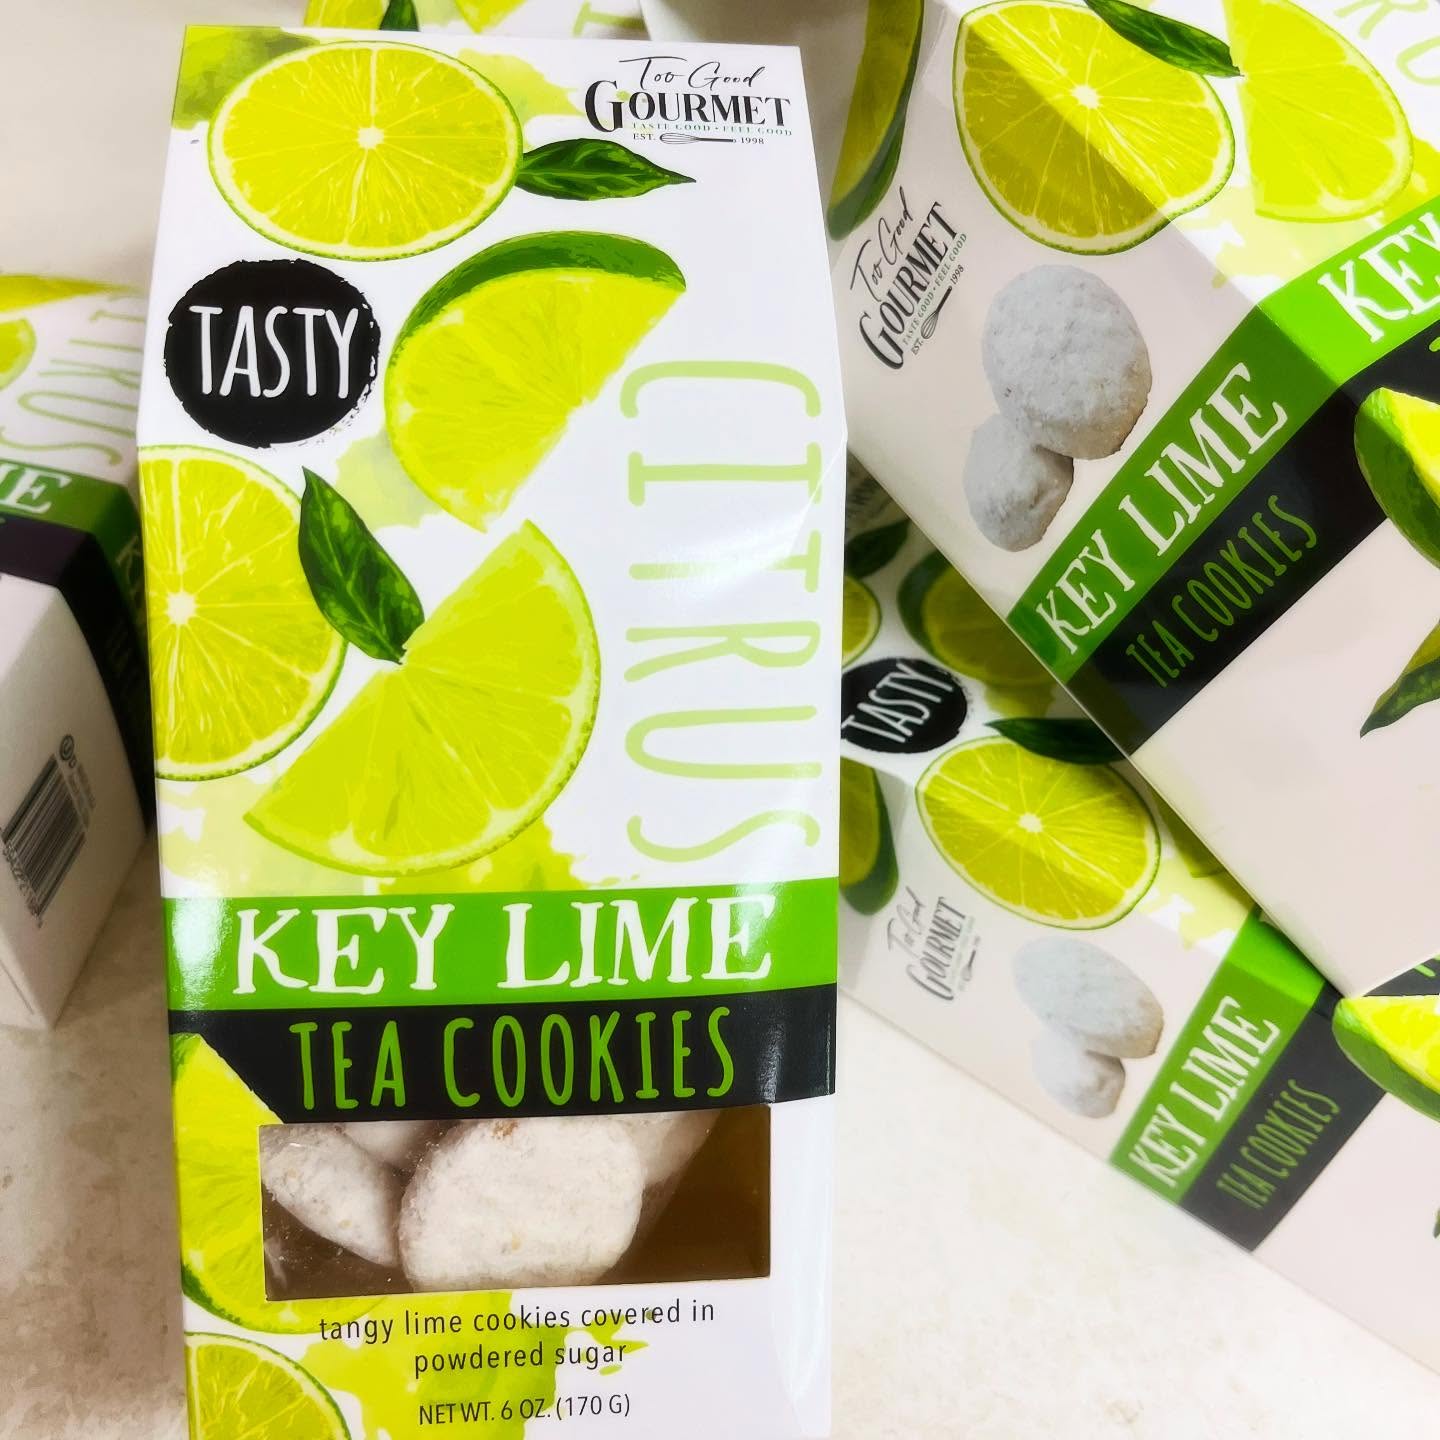 Too Good
GOURMET
TASTE GOOD • FEEL GOOD
EST. 1998
TASTY
CITRUS
KEY LIME
TEA COOKIES
tangy lime cookies covered in
powdered sugar
NET WT. 6 OZ. (170 G)
Too Good
GOURMET
TASTE GOOD • FEEL GOOD
EST. 1998
KEY LIME
TEA COOKIES
KEY
TASTY
Too Good
GOURMET
KEY LIME
TEA COOKIES